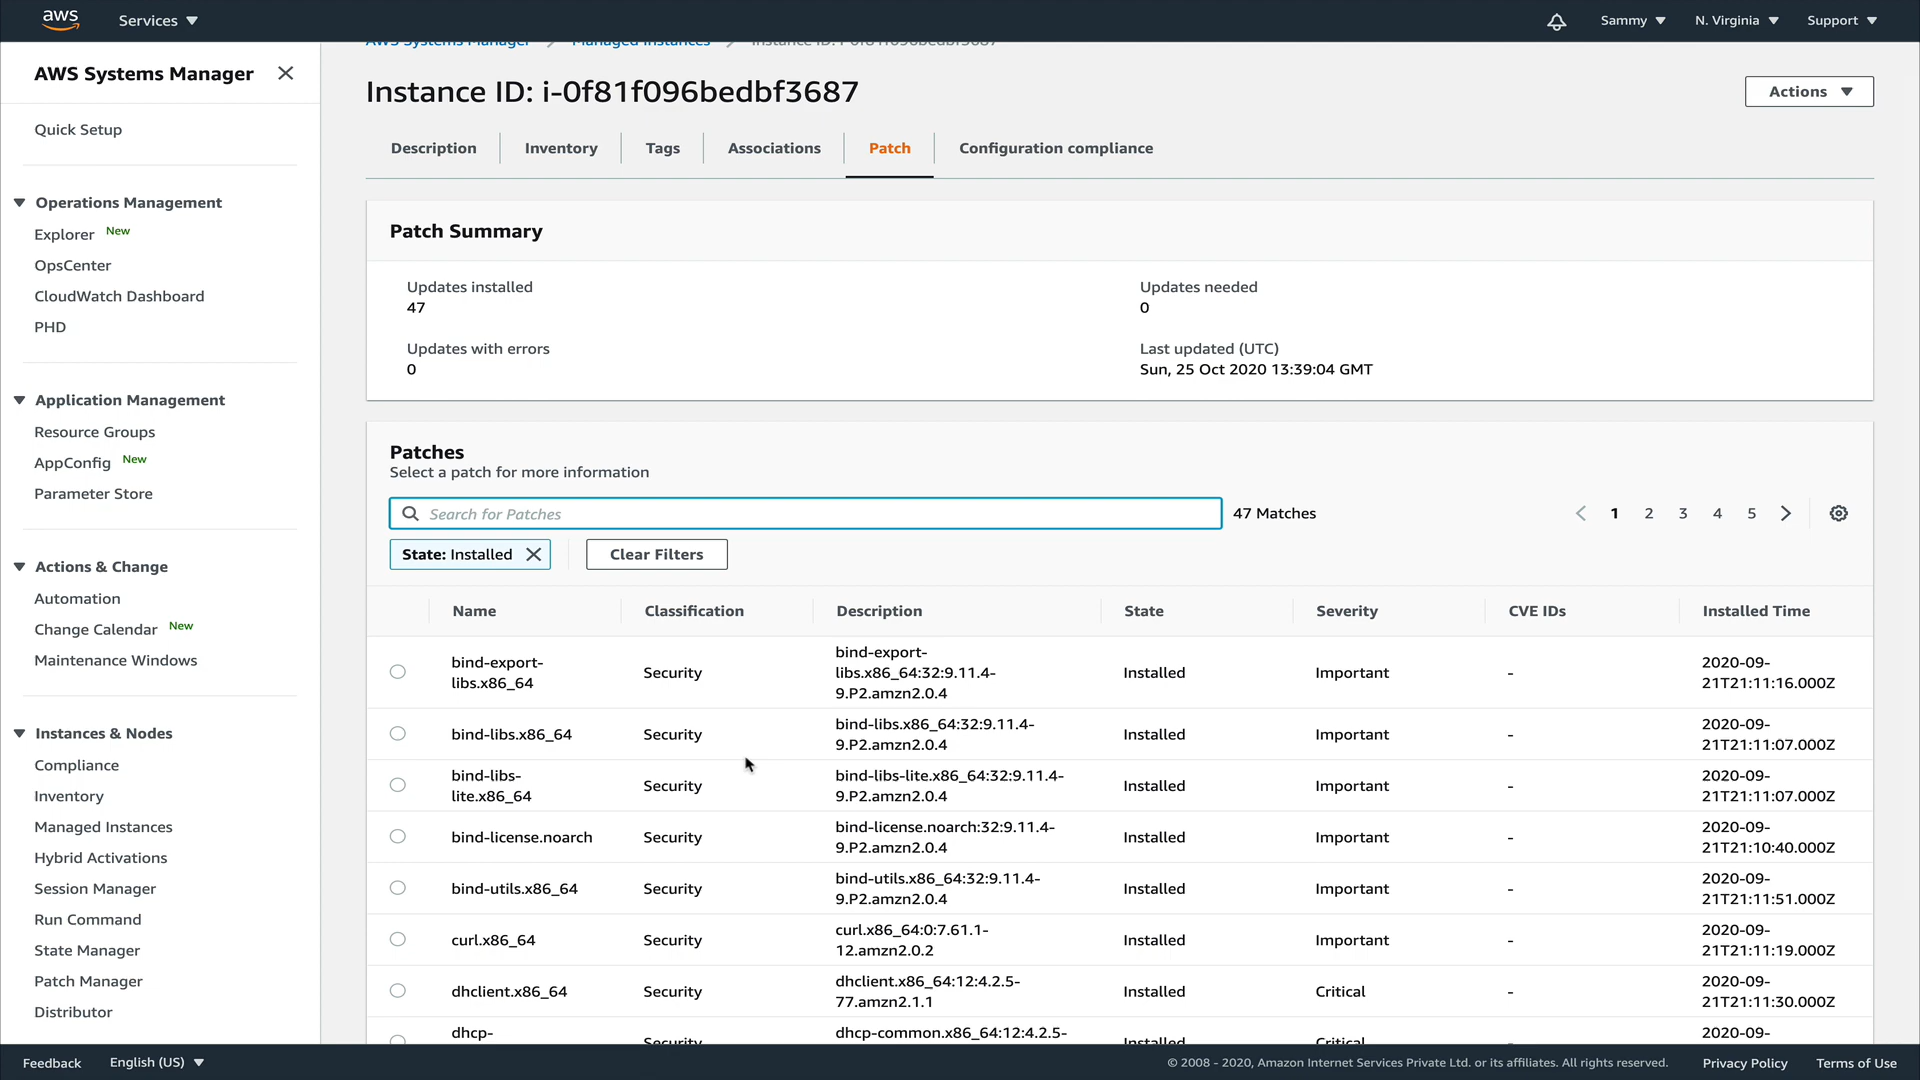 aws
Services
Sammy
N. Virginia
Support
AWS Systems Manager
Quick Setup
Operations Management
Explorer New
OpsCenter
CloudWatch Dashboard
PHD
Application Management
Resource Groups
AppConfig New
Parameter Store
Actions & Change
Automation
Change Calendar New
Maintenance Windows
Instances & Nodes
Compliance
Inventory
Managed Instances
Hybrid Activations
Session Manager
Run Command
State Manager
Patch Manager
Distributor
AWS Systems Manager > Managed Instances > Instance ID: i-0f81f096bedbf3687
Instance ID: i-0f81f096bedbf3687
Actions
Description Inventory Tags Associations Patch Configuration compliance
Patch Summary
Updates installed
47
Updates needed
0
Updates with errors
0
Last updated (UTC)
Sun, 25 Oct 2020 13:39:04 GMT
Patches
Select a patch for more information
Search for Patches
47 Matches
1 2 3 4 5
State: Installed
Clear Filters
Name Classification Description State Severity CVE IDs Installed Time
bind-export-
libs.x86_64
Security
bind-export-
libs.x86_64:32:9.11.4-
9.P2.amzn2.0.4
Installed
Important
-
2020-09-
21T21:11:16.000Z
bind-libs.x86_64
Security
bind-libs.x86_64:32:9.11.4-
9.P2.amzn2.0.4
Installed
Important
-
2020-09-
21T21:11:07.000Z
bind-libs-
lite.x86_64
Security
bind-libs-lite.x86_64:32:9.11.4-
9.P2.amzn2.0.4
Installed
Important
-
2020-09-
21T21:11:07.000Z
bind-license.noarch
Security
bind-license.noarch:32:9.11.4-
9.P2.amzn2.0.4
Installed
Important
-
2020-09-
21T21:10:40.000Z
bind-utils.x86_64
Security
bind-utils.x86_64:32:9.11.4-
9.P2.amzn2.0.4
Installed
Important
-
2020-09-
21T21:11:51.000Z
curl.x86_64
Security
curl.x86_64:0:7.61.1-
12.amzn2.0.2
Installed
Important
-
2020-09-
21T21:11:19.000Z
dhclient.x86_64
Security
dhclient.x86_64:12:4.2.5-
77.amzn2.1.1
Installed
Critical
-
2020-09-
21T21:11:30.000Z
dhcp-
Security
dhcp-common.x86_64:12:4.2.5-
Installed
Critical
2020-09-
Feedback
English (US)
© 2008 - 2020, Amazon Internet Services Private Ltd. or its affiliates. All rights reserved.
Privacy Policy
Terms of Use